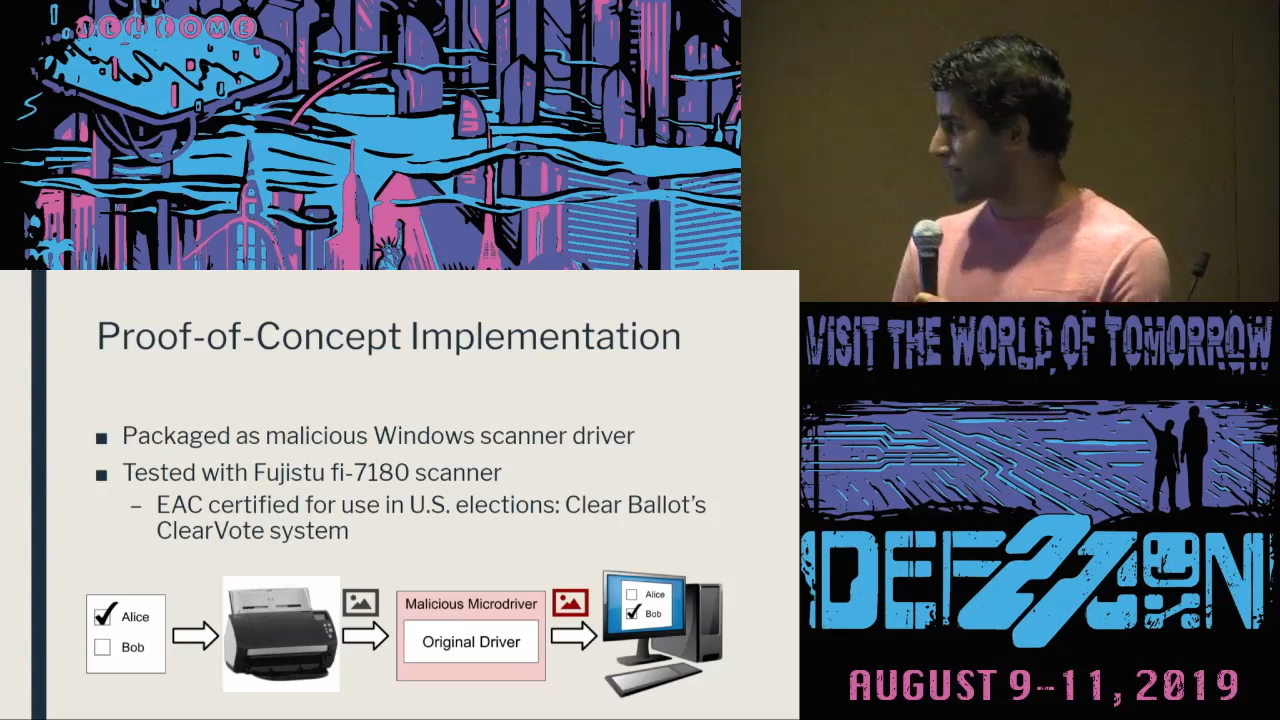 WELCOME
Proof-of-Concept Implementation
Packaged as malicious Windows scanner driver
Tested with Fujistu fi-7180 scanner
– EAC certified for use in U.S. elections: Clear Ballot's
ClearVote system
Alice
Bob
Malicious Microdriver
Original Driver
Alice
Bob
VISIT THE WORLD OF TOMORROW
DEF 27 CON
AUGUST 9-11, 2019